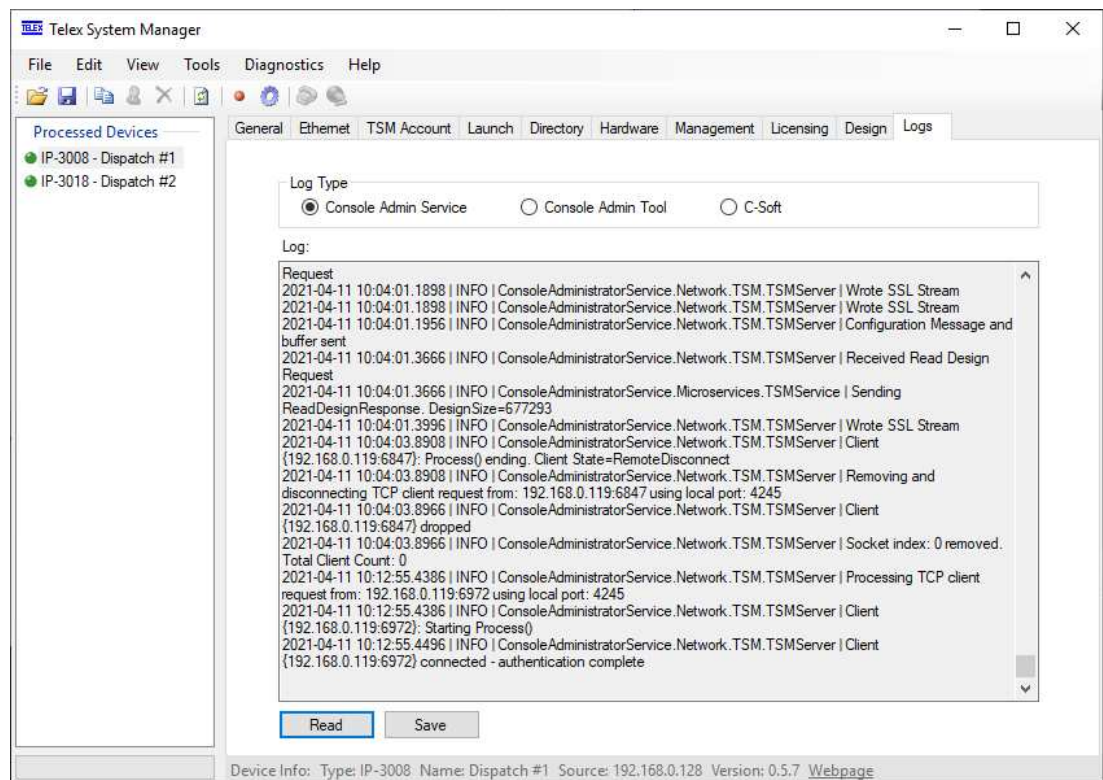 TELEX Telex System Manager
File Edit View Tools Diagnostics Help
Processed Devices
IP-3008 - Dispatch #1
IP-3018 - Dispatch #2
General Ethernet TSM Account Launch Directory Hardware Management Licensing Design Logs
Log Type
Console Admin Service Console Admin Tool C-Soft
Log:
Request
2021-04-11 10:04:01.1898 | INFO | ConsoleAdministratorService.Network.TSM.TSMServer | Wrote SSL Stream
2021-04-11 10:04:01.1898 | INFO | ConsoleAdministratorService.Network.TSM.TSMServer | Wrote SSL Stream
2021-04-11 10:04:01.1956 | INFO | ConsoleAdministratorService.Network.TSM.TSMServer | Configuration Message and
buffer sent
2021-04-11 10:04:01.3666 | INFO | ConsoleAdministratorService.Network.TSM.TSMServer | Received Read Design
Request
2021-04-11 10:04:01.3666 | INFO | ConsoleAdministratorService.Microservices.TSMService | Sending
ReadDesignResponse. DesignSize=677293
2021-04-11 10:04:01.3996 | INFO | ConsoleAdministratorService.Network.TSM.TSMServer | Wrote SSL Stream
2021-04-11 10:04:03.8908 | INFO | ConsoleAdministratorService.Network.TSM.TSMServer | Client
{192.168.0.119:6847}: Process() ending. Client State=RemoteDisconnect
2021-04-11 10:04:03.8908 | INFO | ConsoleAdministratorService.Network.TSM.TSMServer | Removing and
disconnecting TCP client request from: 192.168.0.119:6847 using local port: 4245
2021-04-11 10:04:03.8966 | INFO | ConsoleAdministratorService.Network.TSM.TSMServer | Client
{192.168.0.119:6847} dropped
2021-04-11 10:04:03.8966 | INFO | ConsoleAdministratorService.Network.TSM.TSMServer | Socket index: 0 removed.
Total Client Count: 0
2021-04-11 10:12:55.4386 | INFO | ConsoleAdministratorService.Network.TSM.TSMServer | Processing TCP client
request from: 192.168.0.119:6972 using local port: 4245
2021-04-11 10:12:55.4386 | INFO | ConsoleAdministratorService.Network.TSM.TSMServer | Client
{192.168.0.119:6972}: Starting Process()
2021-04-11 10:12:55.4496 | INFO | ConsoleAdministratorService.Network.TSM.TSMServer | Client
{192.168.0.119:6972} connected - authentication complete
Read Save
Device Info: Type: IP-3008 Name: Dispatch #1 Source: 192.168.0.128 Version: 0.5.7 Webpage